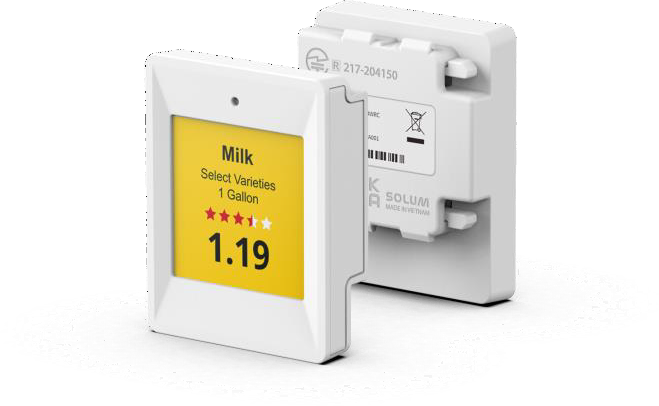 Milk
Select Varieties
1 Gallon
1.19
R 217-204150
SOLUM
MADE IN VIETNAM